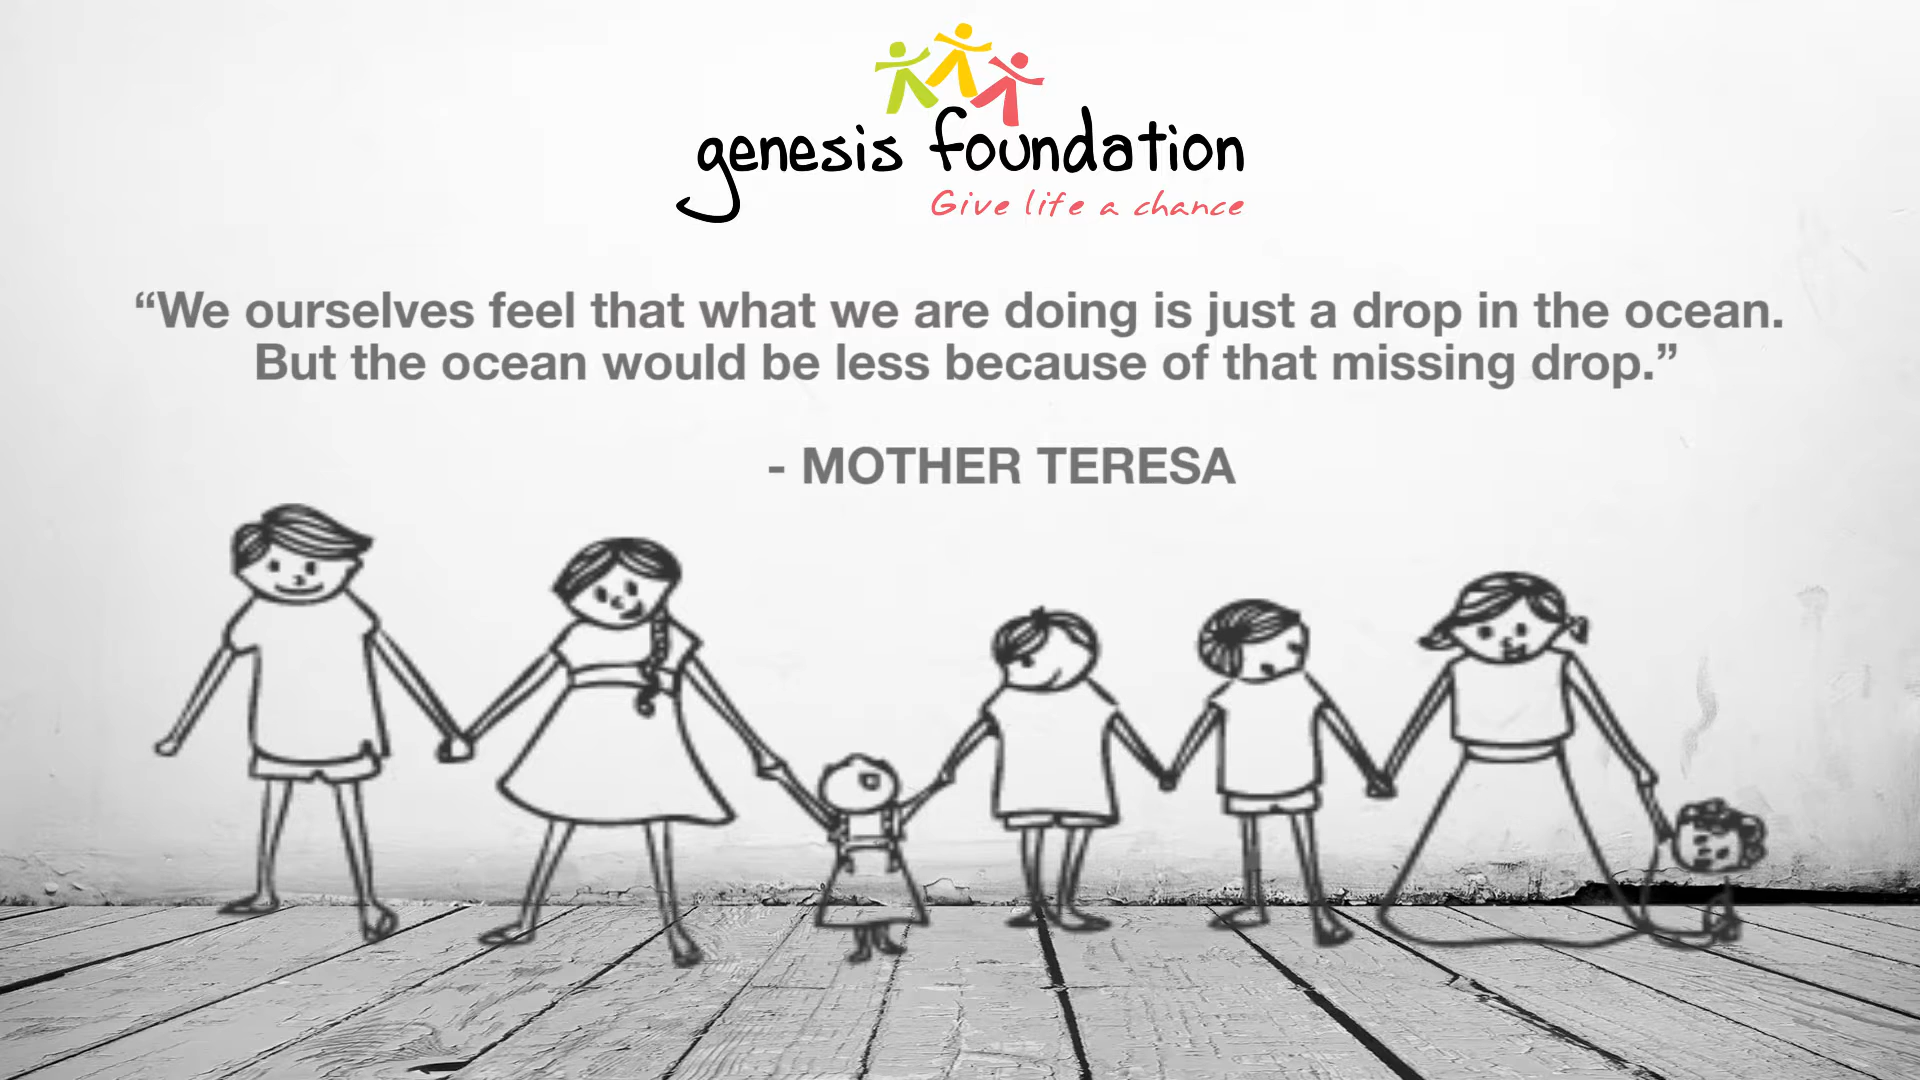 genesis foundation
Give life a chance
“We ourselves feel that what we are doing is just a drop in the ocean.
But the ocean would be less because of that missing drop.”
- MOTHER TERESA